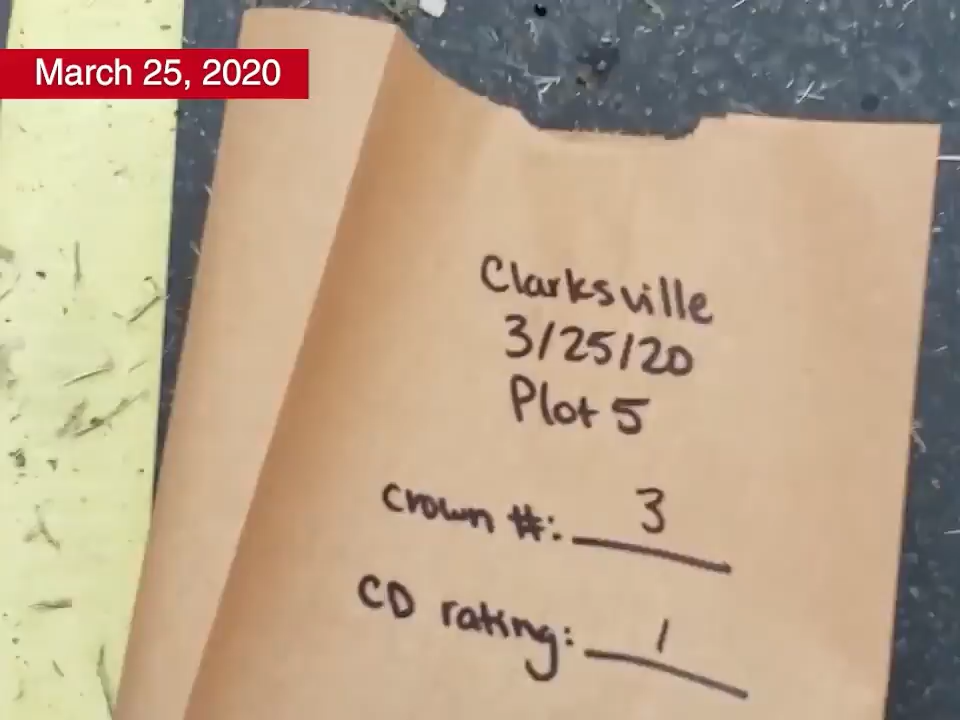 March 25, 2020
Clarksville
3/25/20
Plot 5
Crown #: 3
CD rating: 1